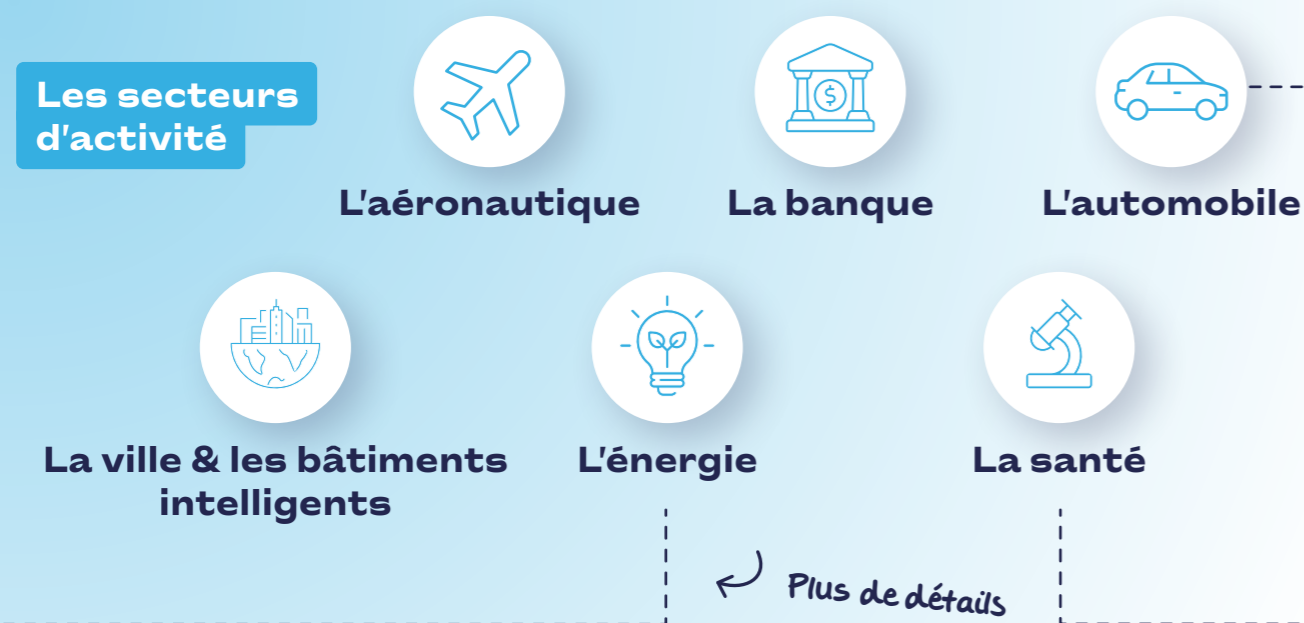 Les secteurs
d'activité
L'aéronautique
La banque
L'automobile
La ville & les bâtiments
intelligents
L'énergie
La santé
Plus de détails